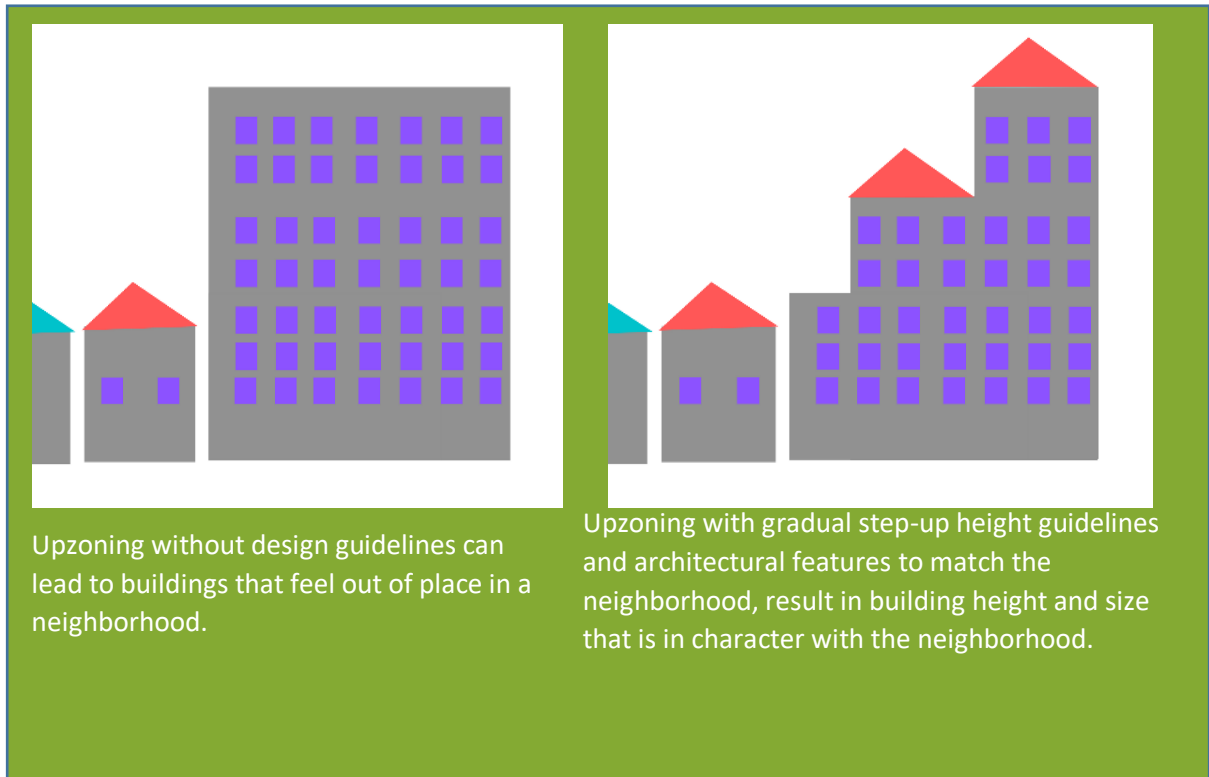 Upzoning without design guidelines can
lead to buildings that feel out of place in a
neighborhood.
Upzoning with gradual step-up height guidelines
and architectural features to match the
neighborhood, result in building height and size
that is in character with the neighborhood.